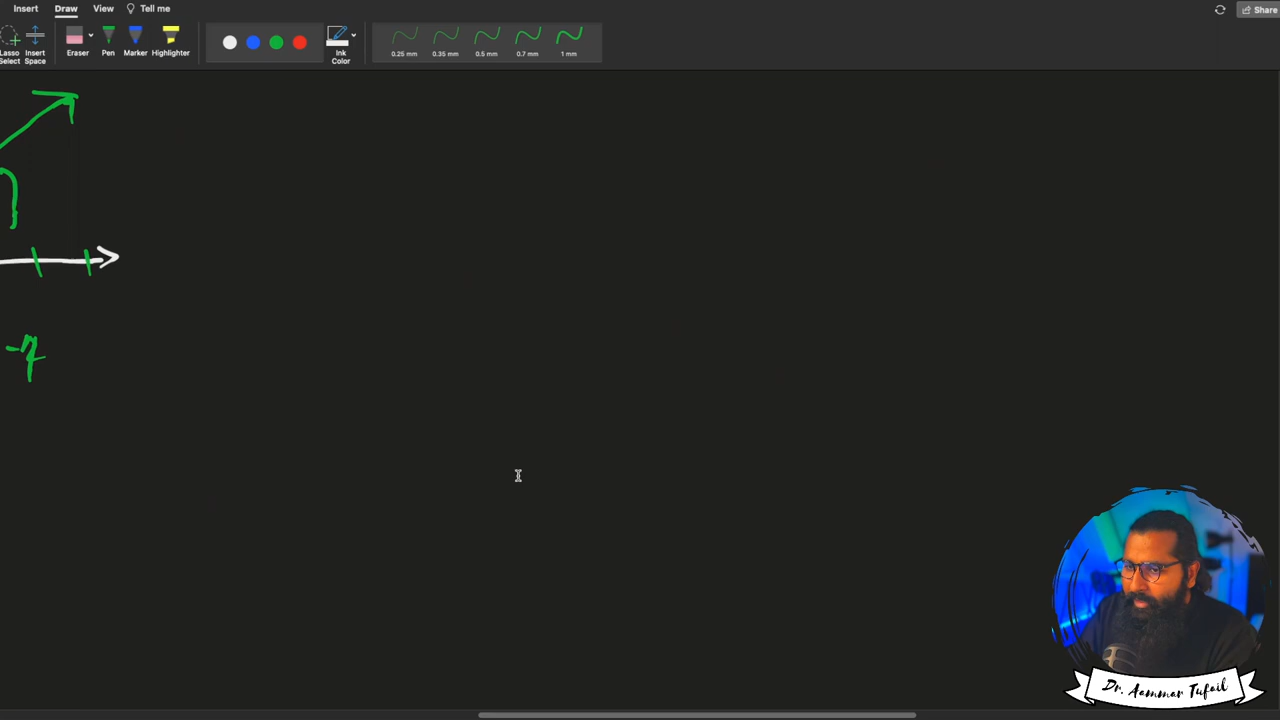 Insert Draw View Tell me Share
Lasso Select Insert Space Eraser Pen Marker Highlighter Ink Color 0.25 mm 0.35 mm 0.5 mm 0.7 mm 1 mm
Dr. Aammar Tufail